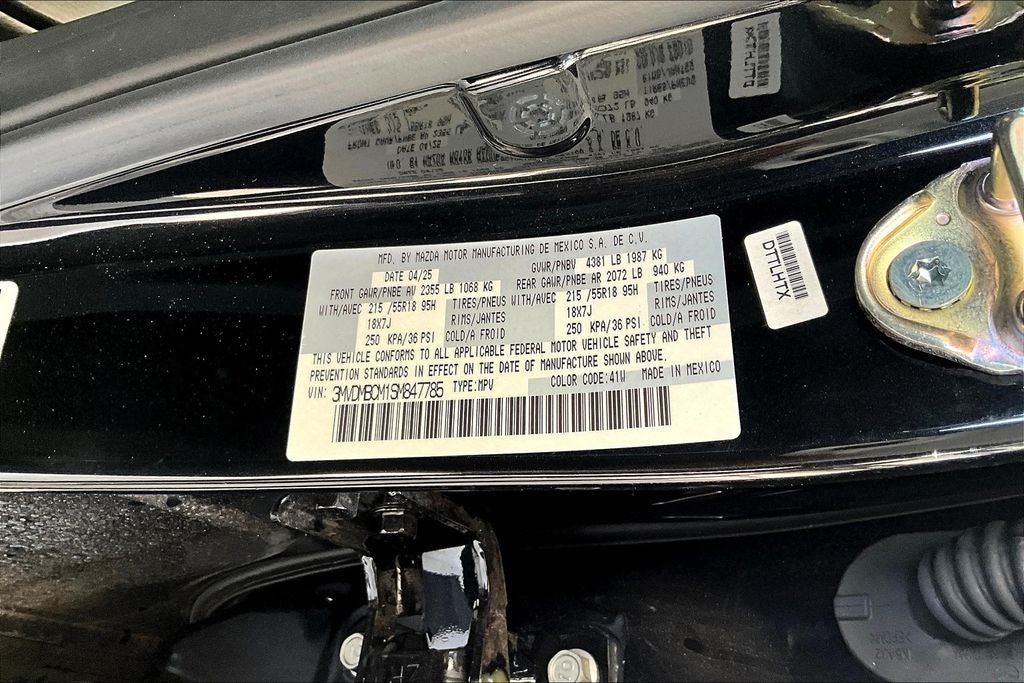 MFD. BY MAZDA MOTOR MANUFACTURING DE MEXICO S.A. DE C.V.
DATE 04/25 GVWR/PNBV 4381 LB 1987 KG
FRONT GAWR/PNBE AV 2355 LB 1068 KG REAR GAWR/PNBE AR 2072 LB 940 KG
WITH/AVEC 215 /55R18 95H TIRES/PNEUS WITH/AVEC 215 /55R18 95H TIRES/PNEUS
18X7J RIMS/JANTES 18X7J RIMS/JANTES
250 KPA/36 PSI COLD/A FROID 250 KPA/36 PSI COLD/A FROID
THIS VEHICLE CONFORMS TO ALL APPLICABLE FEDERAL MOTOR VEHICLE SAFETY AND THEFT
PREVENTION STANDARDS IN EFFECT ON THE DATE OF MANUFACTURE SHOWN ABOVE.
VIN: 3MVDMBCM1SM847785 TYPE:MPV COLOR CODE:41W MADE IN MEXICO
DTTLHTX